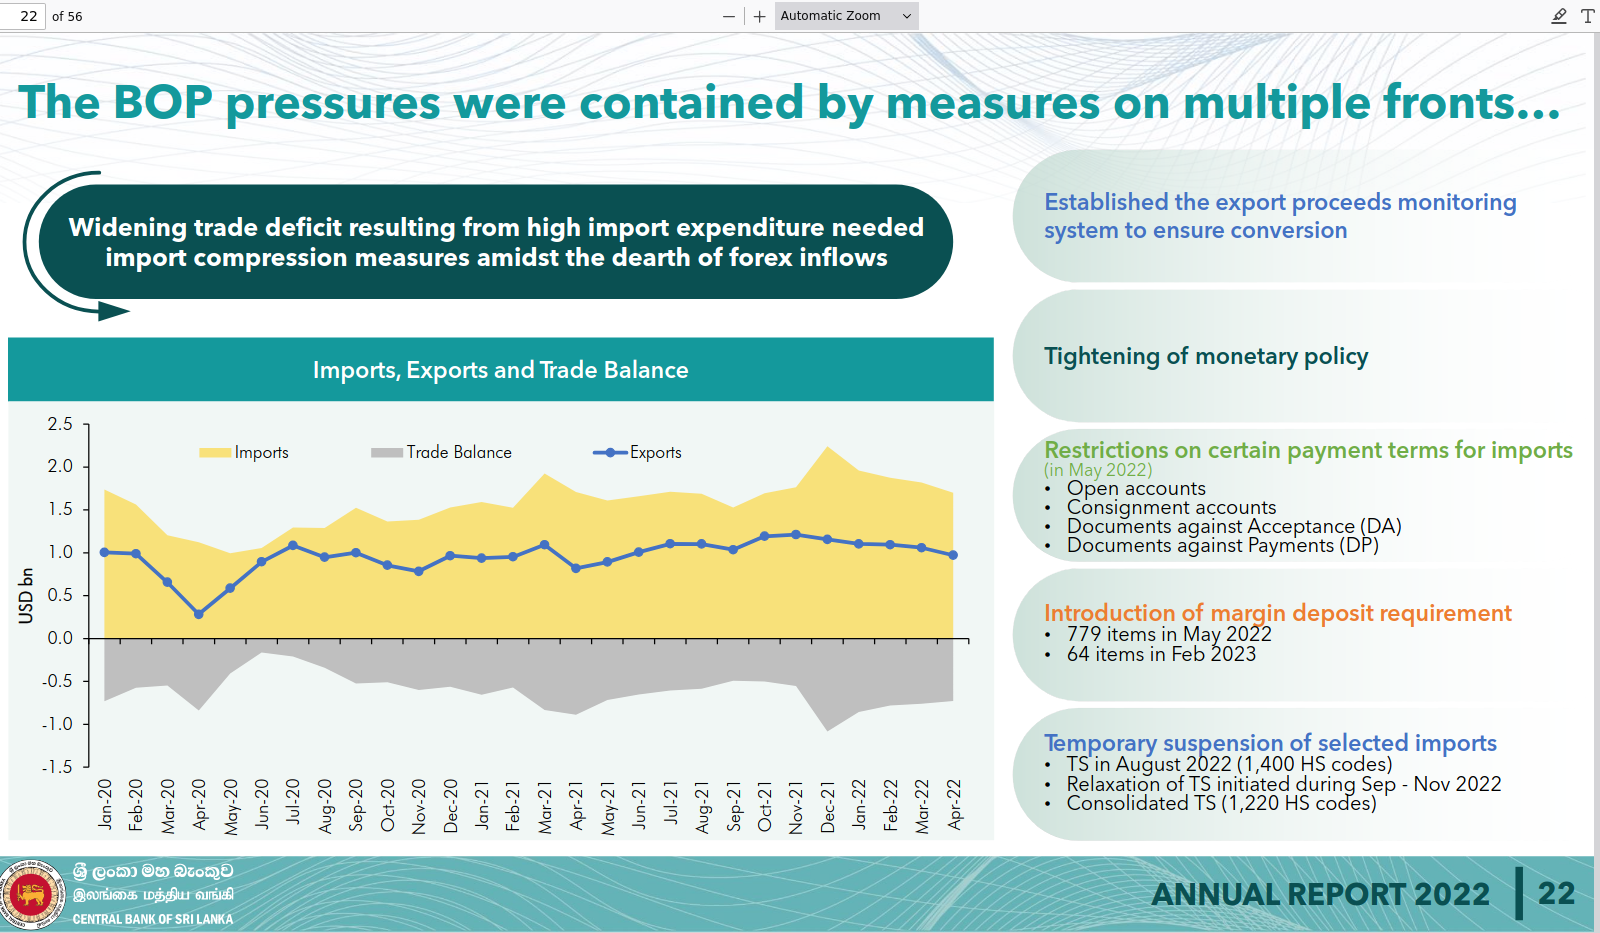 22 of 56
Automatic Zoom
The BOP pressures were contained by measures on multiple fronts...
Widening trade deficit resulting from high import expenditure needed
import compression measures amidst the dearth of forex inflows
Imports, Exports and Trade Balance
Imports
Trade Balance
Exports
USD bn
2.5
2.0
1.5
1.0
0.5
0.0
-0.5
-1.0
-1.5
Jan-20
Feb-20
Mar-20
Apr-20
May-20
Jun-20
Jul-20
Aug-20
Sep-20
Oct-20
Nov-20
Dec-20
Jan-21
Feb-21
Mar-21
Apr-21
May-21
Jun-21
Jul-21
Aug-21
Sep-21
Oct-21
Nov-21
Dec-21
Jan-22
Feb-22
Mar-22
Apr-22
Established the export proceeds monitoring
system to ensure conversion
Tightening of monetary policy
Restrictions on certain payment terms for imports
(in May 2022)
• Open accounts
• Consignment accounts
• Documents against Acceptance (DA)
• Documents against Payments (DP)
Introduction of margin deposit requirement
• 779 items in May 2022
• 64 items in Feb 2023
Temporary suspension of selected imports
• TS in August 2022 (1,400 HS codes)
• Relaxation of TS initiated during Sep - Nov 2022
• Consolidated TS (1,220 HS codes)
ශ්‍රී ලංකා මහ බැංකුව
இலங்கை மத்திய வங்கி
CENTRAL BANK OF SRI LANKA
ANNUAL REPORT 2022
22